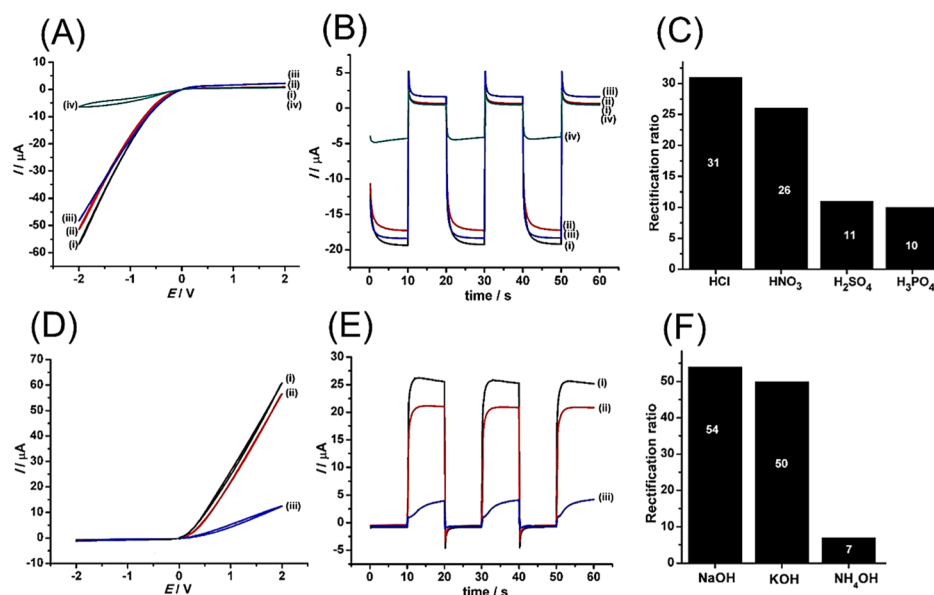 (A)
10
0
-10
-20
-30
-40
-50
-60
I / µA
(iii
(ii)
(i)
(iv)
(iv)
(iii)
(ii)
(i)
-2
-1
0
1
2
E / V
(B)
5
0
-5
-10
-15
-20
I / µA
(iii)
(ii)
(i)
(iv)
(iv)
(ii)
(iii)
(i)
0
10
20
30
40
50
60
time / s
(C)
30
20
10
0
Rectification ratio
31
26
11
10
HCl
HNO₃
H₂SO₄
H₃PO₄
(D)
70
60
50
40
30
20
10
0
-10
I / µA
(i)
(ii)
(iii)
-2
-1
0
1
2
E / V
(E)
30
25
20
15
10
5
0
-5
I / µA
(i)
(ii)
(iii)
0
10
20
30
40
50
60
time / s
(F)
50
40
30
20
10
0
Rectification ratio
54
50
7
NaOH
KOH
NH₄OH